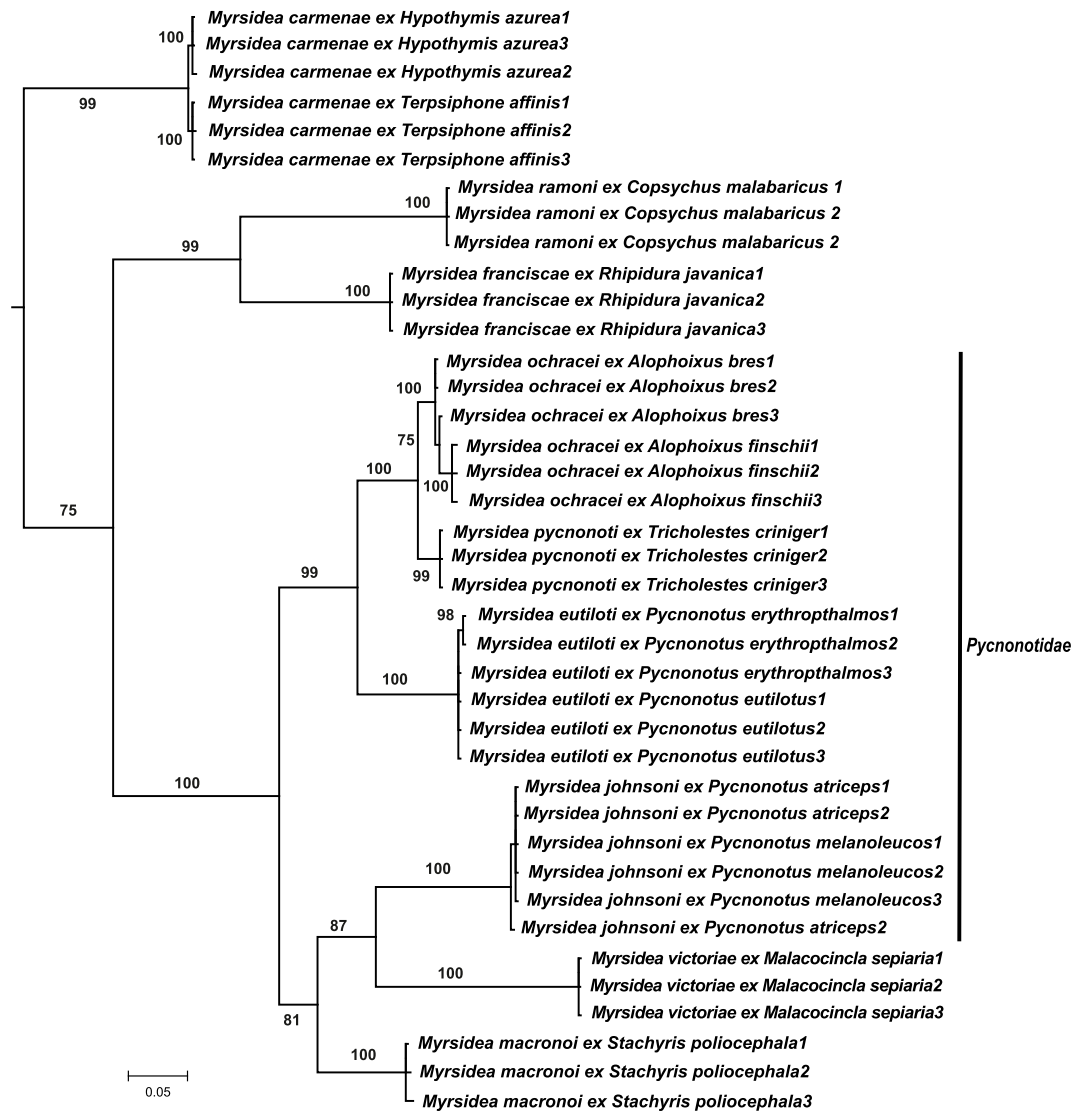 Myrsidea carmenae ex Hypothymis azurea1
100
Myrsidea carmenae ex Hypothymis azurea3
Myrsidea carmenae ex Hypothymis azurea2
99
Myrsidea carmenae ex Terpsiphone affinis1
Myrsidea carmenae ex Terpsiphone affinis2
100
Myrsidea carmenae ex Terpsiphone affinis3
Myrsidea ramoni ex Copsychus malabaricus 1
100
Myrsidea ramoni ex Copsychus malabaricus 2
99
Myrsidea ramoni ex Copsychus malabaricus 2
Myrsidea franciscae ex Rhipidura javanica1
100
Myrsidea franciscae ex Rhipidura javanica2
Myrsidea franciscae ex Rhipidura javanica3
Myrsidea ochracei ex Alophoixus bres1
100
Myrsidea ochracei ex Alophoixus bres2
Myrsidea ochracei ex Alophoixus bres3
75
Myrsidea ochracei ex Alophoixus finschii1
100
Myrsidea ochracei ex Alophoixus finschii2
100
Myrsidea ochracei ex Alophoixus finschii3
75
Myrsidea pycnonoti ex Tricholestes criniger1
Myrsidea pycnonoti ex Tricholestes criniger2
99
99
Myrsidea pycnonoti ex Tricholestes criniger3
98
Myrsidea eutiloti ex Pycnonotus erythropthalmos1
Myrsidea eutiloti ex Pycnonotus erythropthalmos2
Pycnonotidae
Myrsidea eutiloti ex Pycnonotus erythropthalmos3
100
Myrsidea eutiloti ex Pycnonotus eutilotus1
Myrsidea eutiloti ex Pycnonotus eutilotus2
Myrsidea eutiloti ex Pycnonotus eutilotus3
100
Myrsidea johnsoni ex Pycnonotus atriceps1
Myrsidea johnsoni ex Pycnonotus atriceps2
Myrsidea johnsoni ex Pycnonotus melanoleucos1
100
Myrsidea johnsoni ex Pycnonotus melanoleucos2
Myrsidea johnsoni ex Pycnonotus melanoleucos3
87
Myrsidea johnsoni ex Pycnonotus atriceps2
Myrsidea victoriae ex Malacocincla sepiaria1
100
Myrsidea victoriae ex Malacocincla sepiaria2
Myrsidea victoriae ex Malacocincla sepiaria3
81
Myrsidea macronoi ex Stachyris poliocephala1
100
Myrsidea macronoi ex Stachyris poliocephala2
0.05
Myrsidea macronoi ex Stachyris poliocephala3